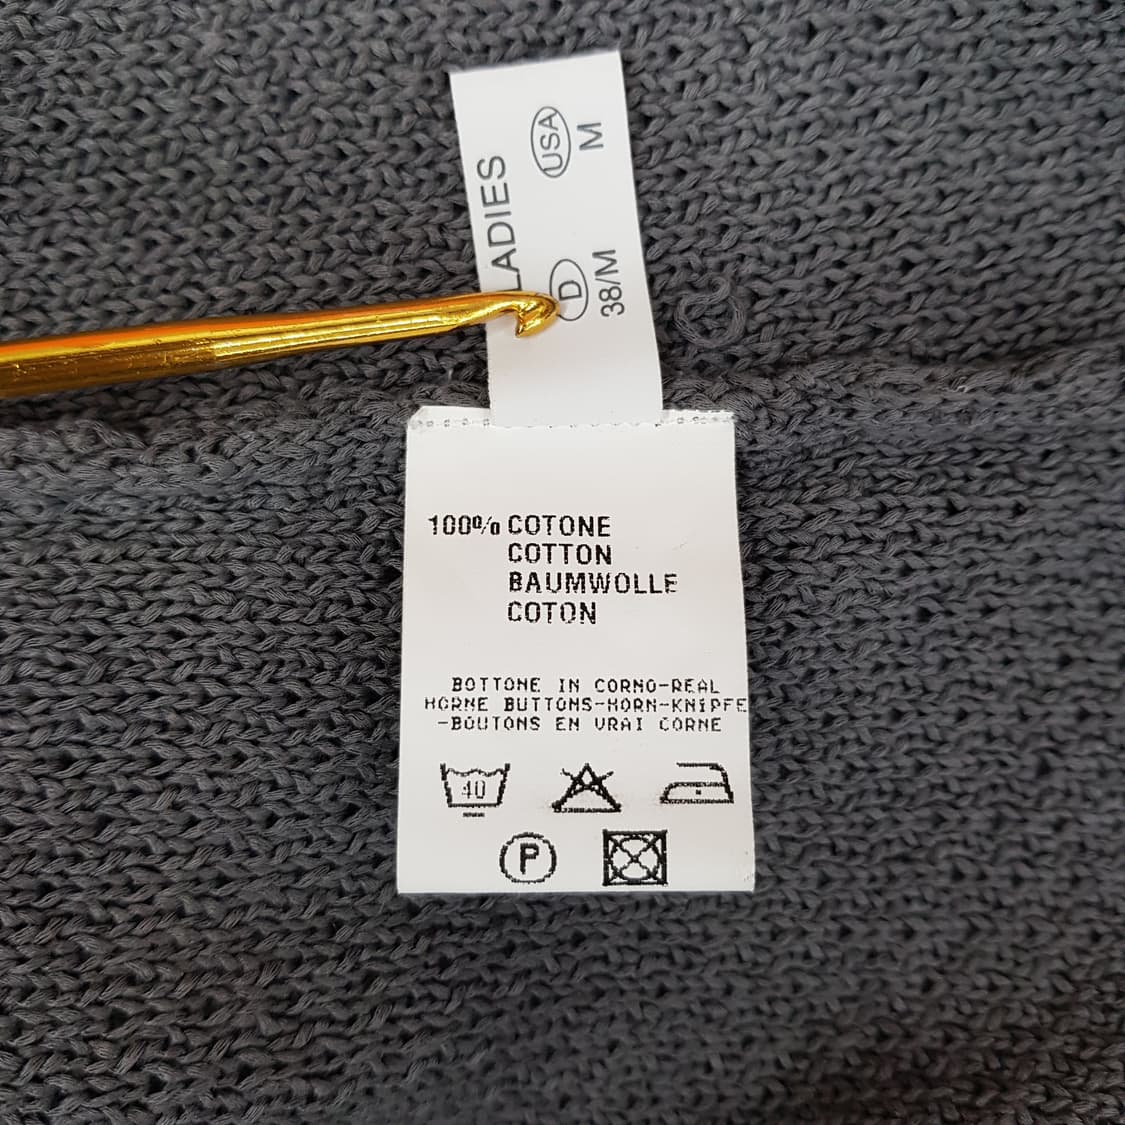 LADIES
D USA
38/M M
100% COTONE
COTTON
BAUMWOLLE
COTON
BOTTONE IN CORNO-REAL
HORNE BUTTONS-HORN-KNIPFE
-BOUTONS EN VRAI CORNE
40
P